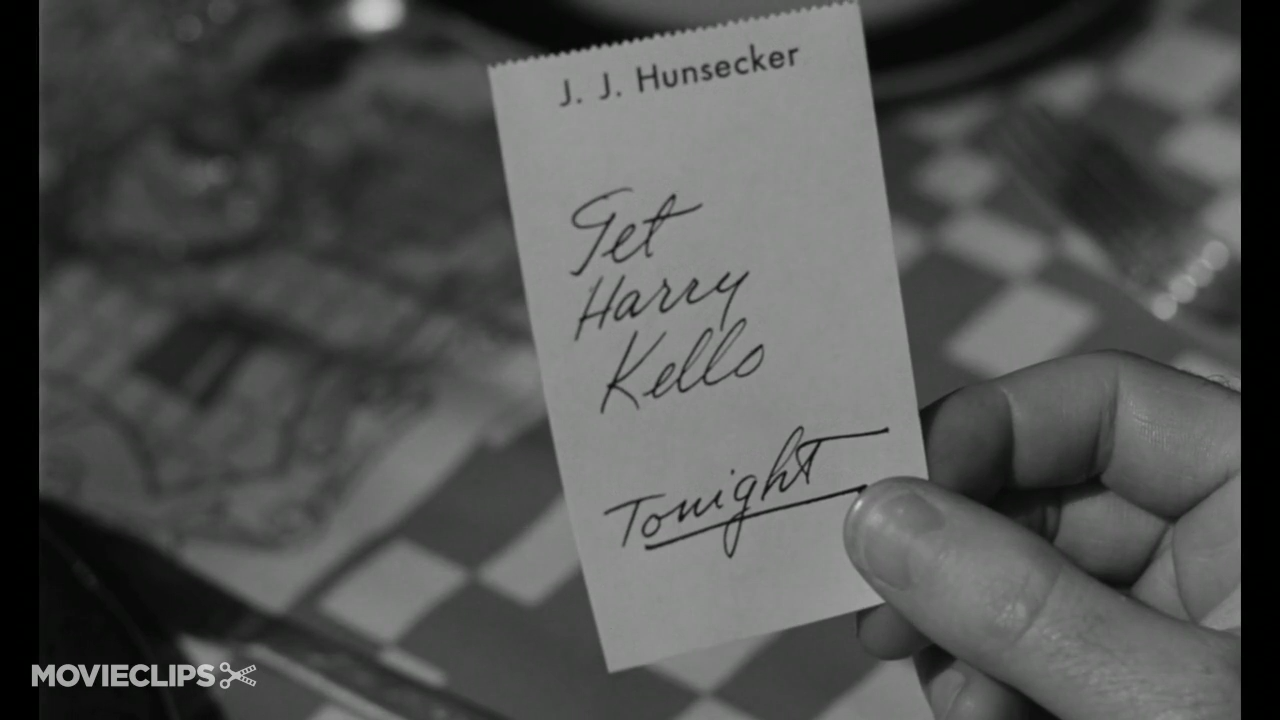 J. J. Hunsecker
Get
Harry
Kello
Tonight
MOVIECLIPS